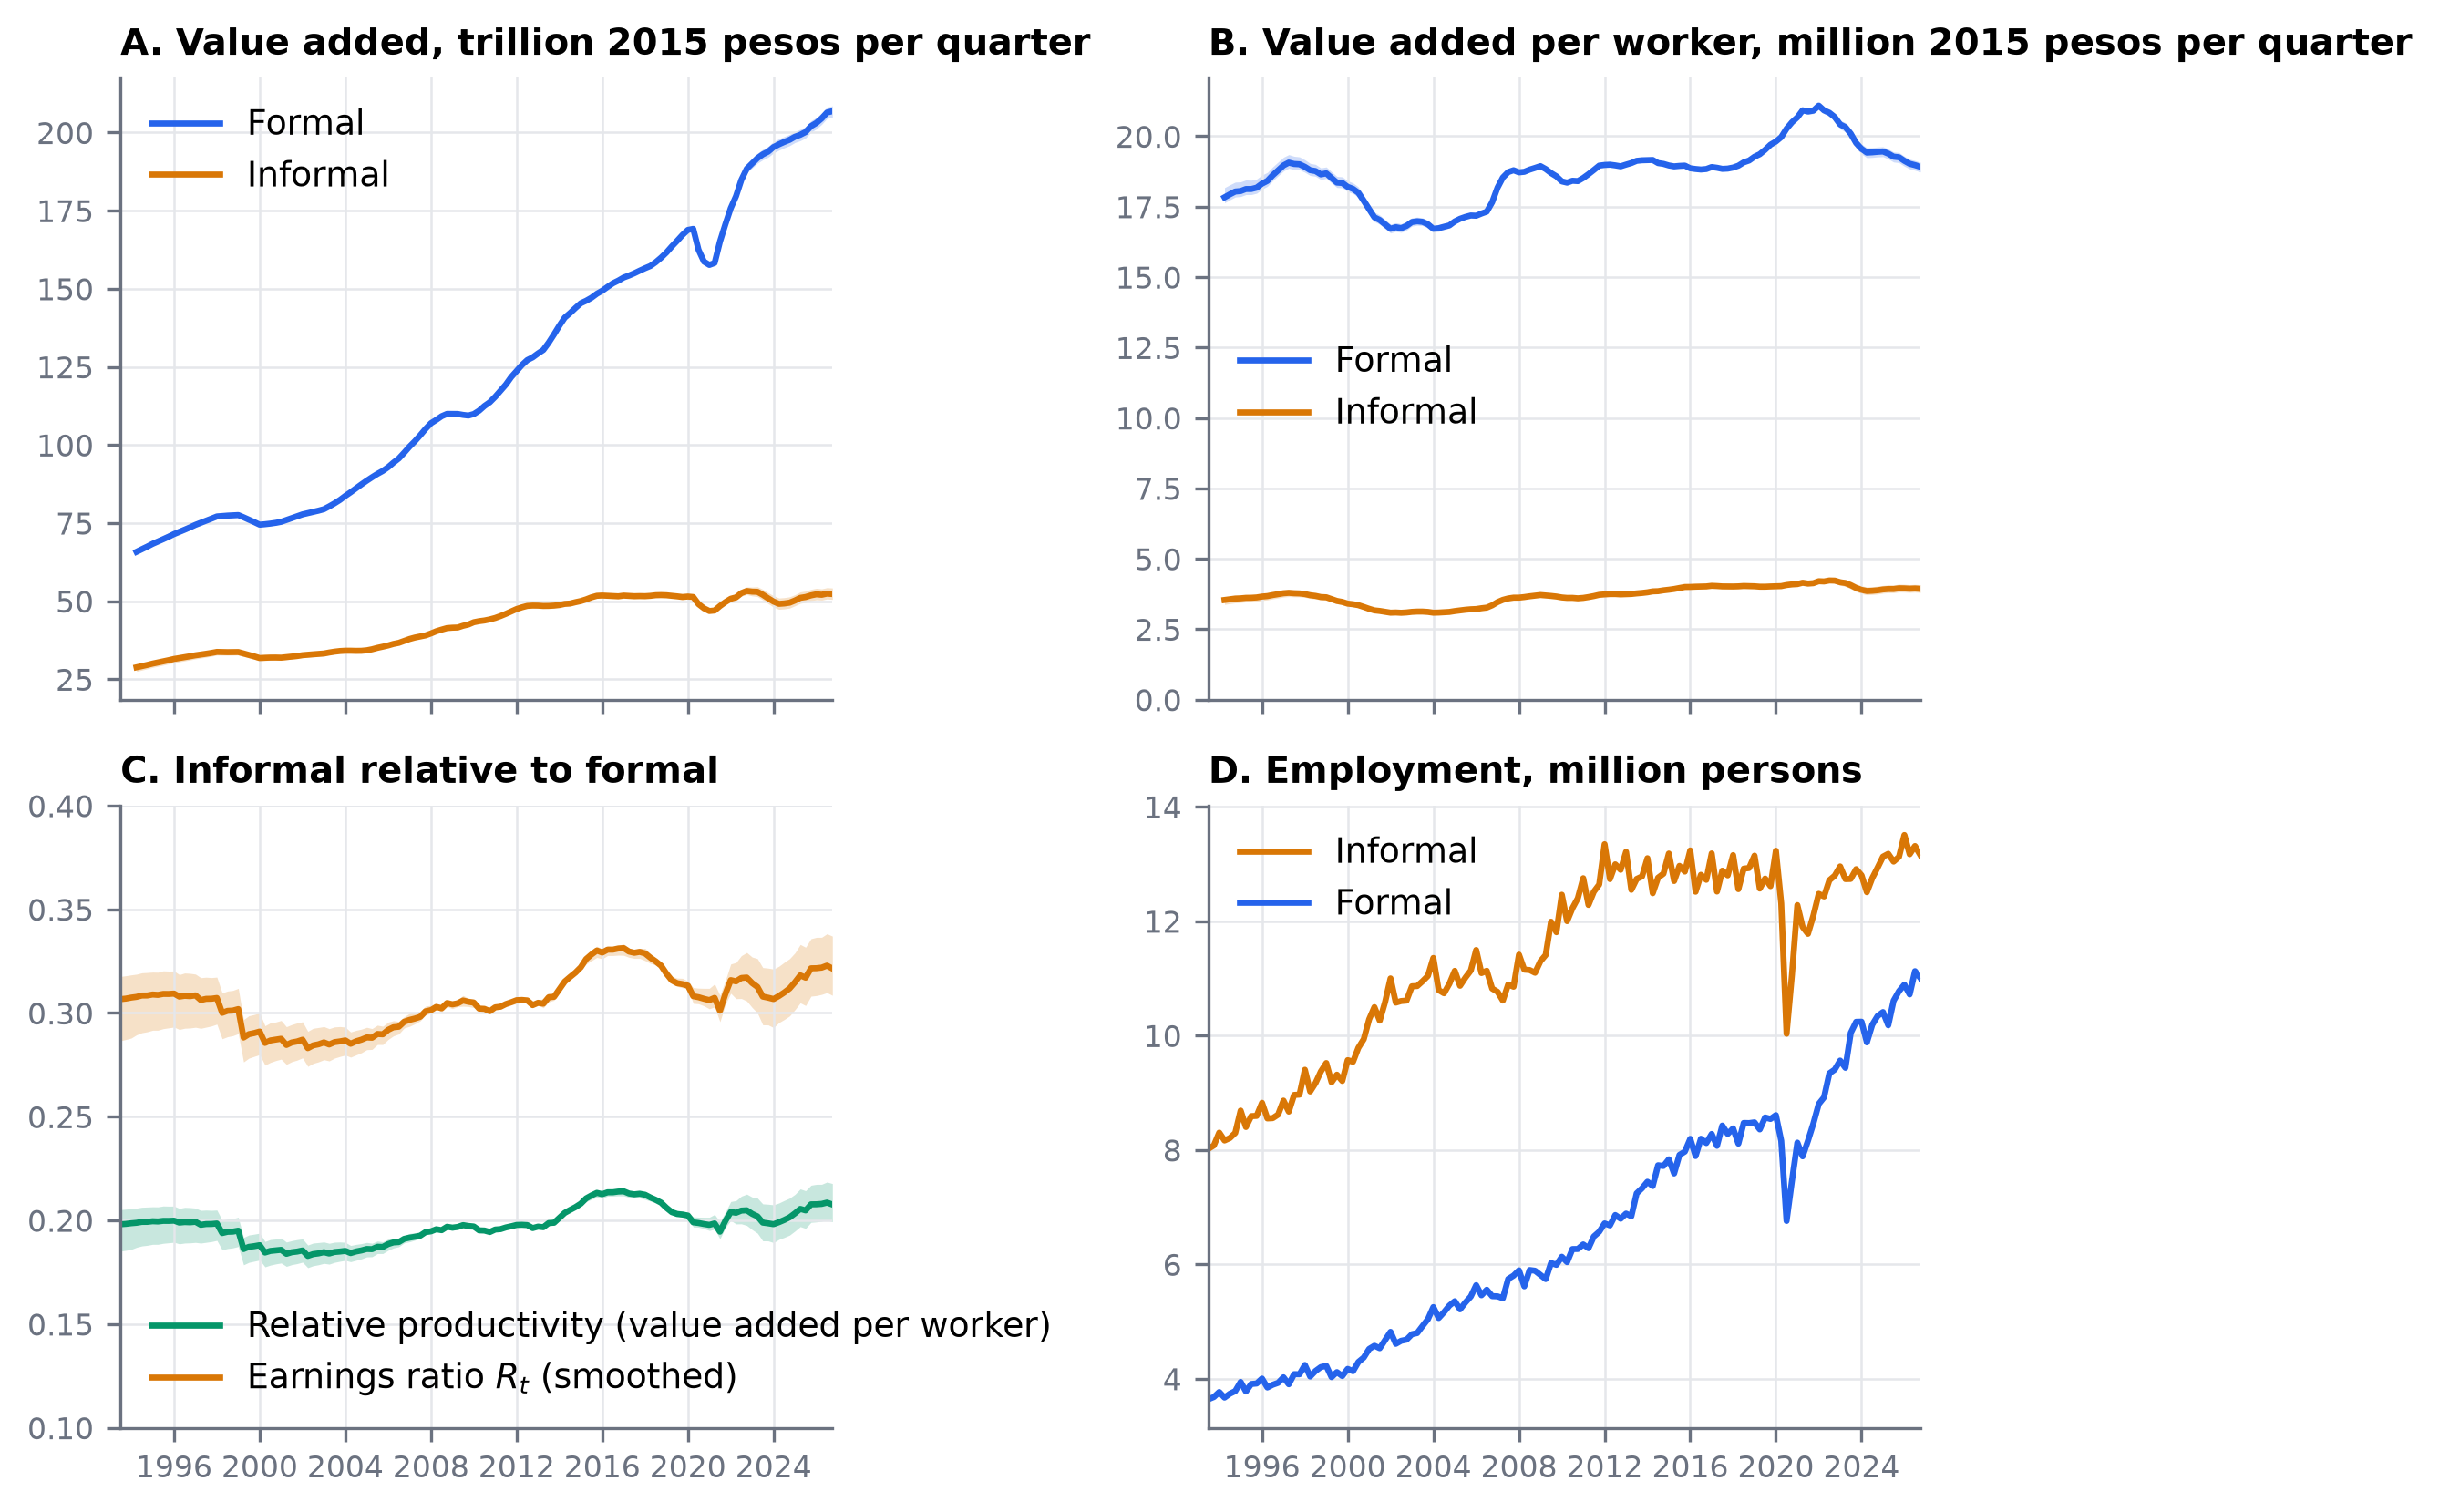 A. Value added, trillion 2015 pesos per quarter
200
175
150
125
100
75
50
25
Formal
Informal
B. Value added per worker, million 2015 pesos per quarter
20.0
17.5
15.0
12.5
10.0
7.5
5.0
2.5
0.0
Formal
Informal
C. Informal relative to formal
0.40
0.35
0.30
0.25
0.20
0.15
0.10
Relative productivity (value added per worker)
Earnings ratio Rₜ (smoothed)
1996 2000 2004 2008 2012 2016 2020 2024
D. Employment, million persons
14
12
10
8
6
4
Informal
Formal
1996 2000 2004 2008 2012 2016 2020 2024